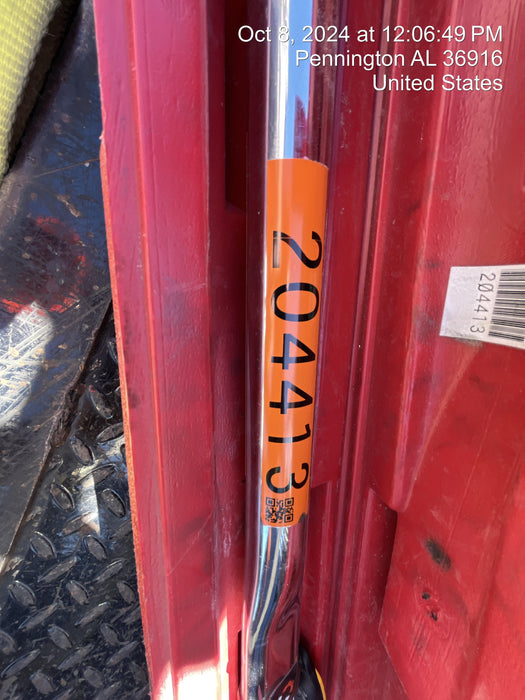 Oct 8, 2024 at 12:06:49 PM
Pennington AL 36916
United States
204413
204413